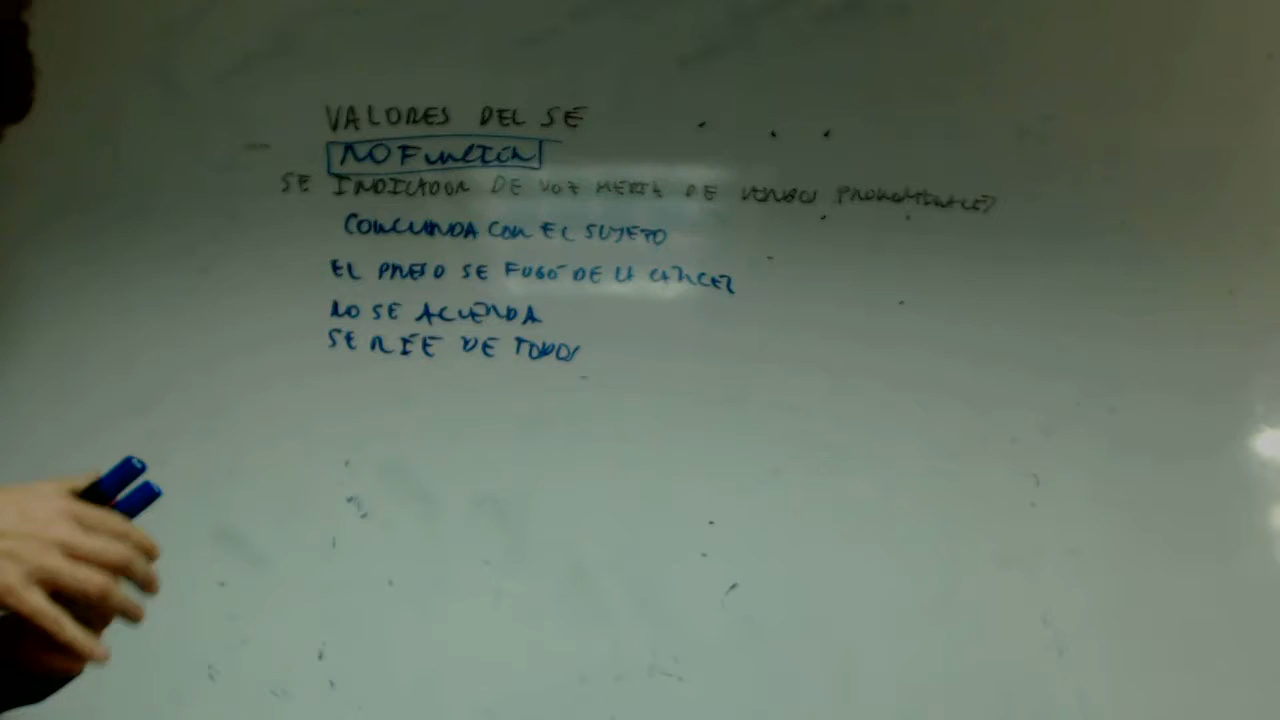 VALORES DEL SE
NO FUNCIÓN
SE INDICADOR DE VOZ MEDIA DE VERBOS PRONOMINALES
CONCUERDA CON EL SUJETO
EL PRESO SE FUGÓ DE LA CÁRCEL
NO SE ACUERDA
SE RÍE DE TODOS